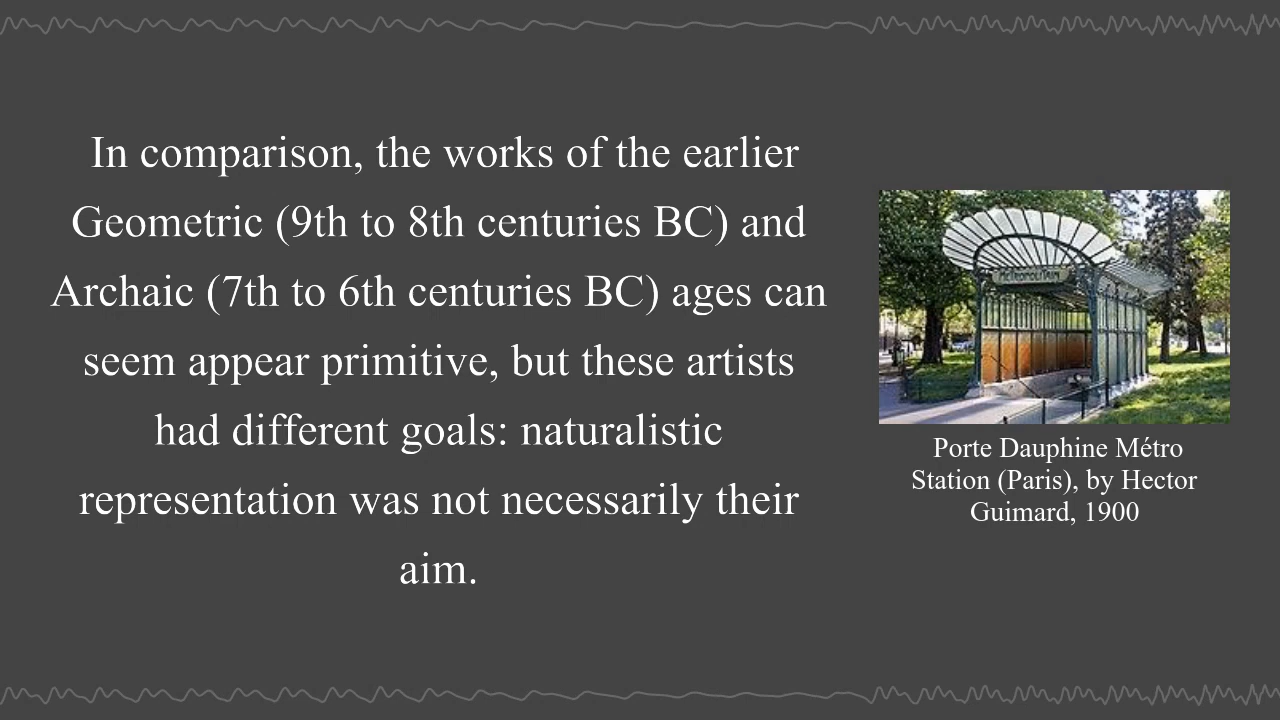 In comparison, the works of the earlier
Geometric (9th to 8th centuries BC) and
Archaic (7th to 6th centuries BC) ages can
seem appear primitive, but these artists
had different goals: naturalistic
representation was not necessarily their
aim.
METROPOLITAIN
Porte Dauphine Métro
Station (Paris), by Hector
Guimard, 1900